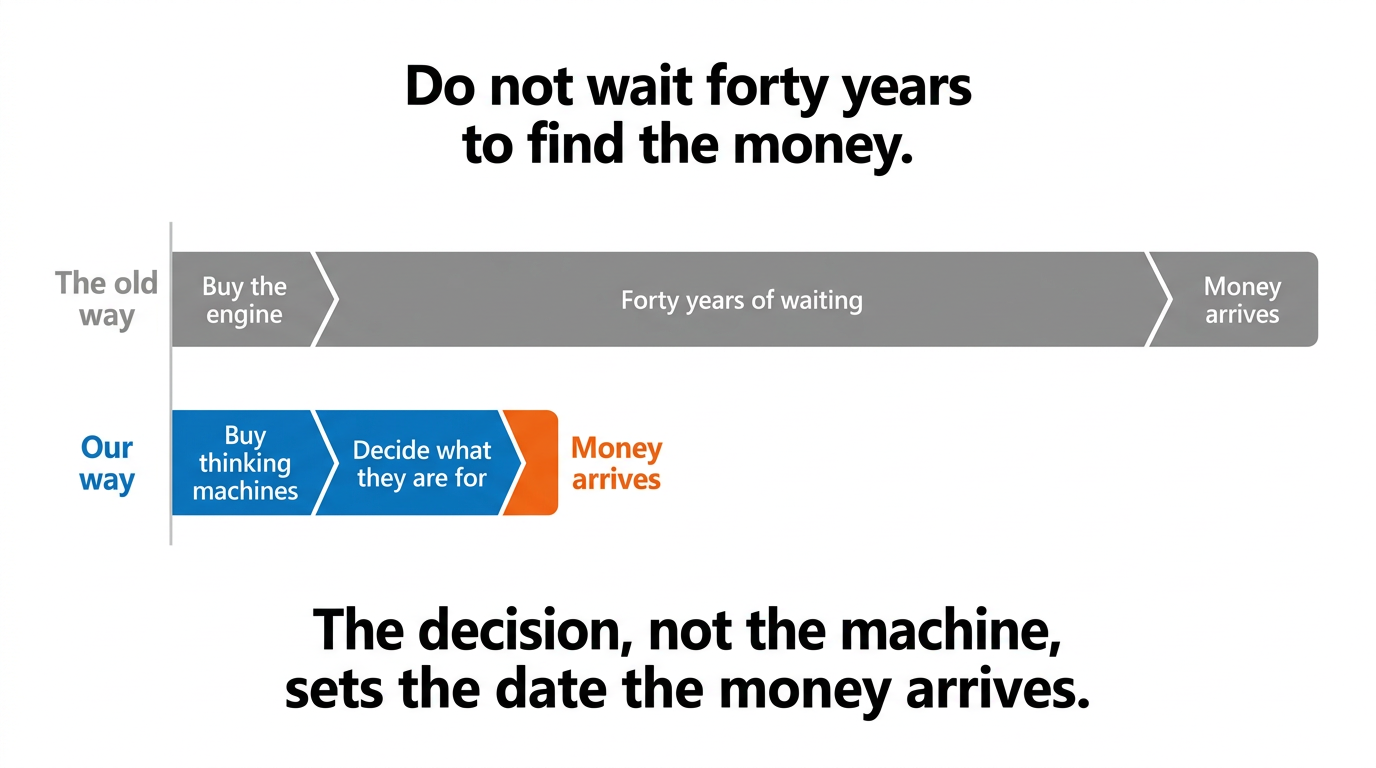 Do not wait forty years
to find the money.
The old
way
Buy the
engine
Forty years of waiting
Money
arrives
Our
way
Buy
thinking
machines
Decide what
they are for
Money
arrives
The decision, not the machine,
sets the date the money arrives.